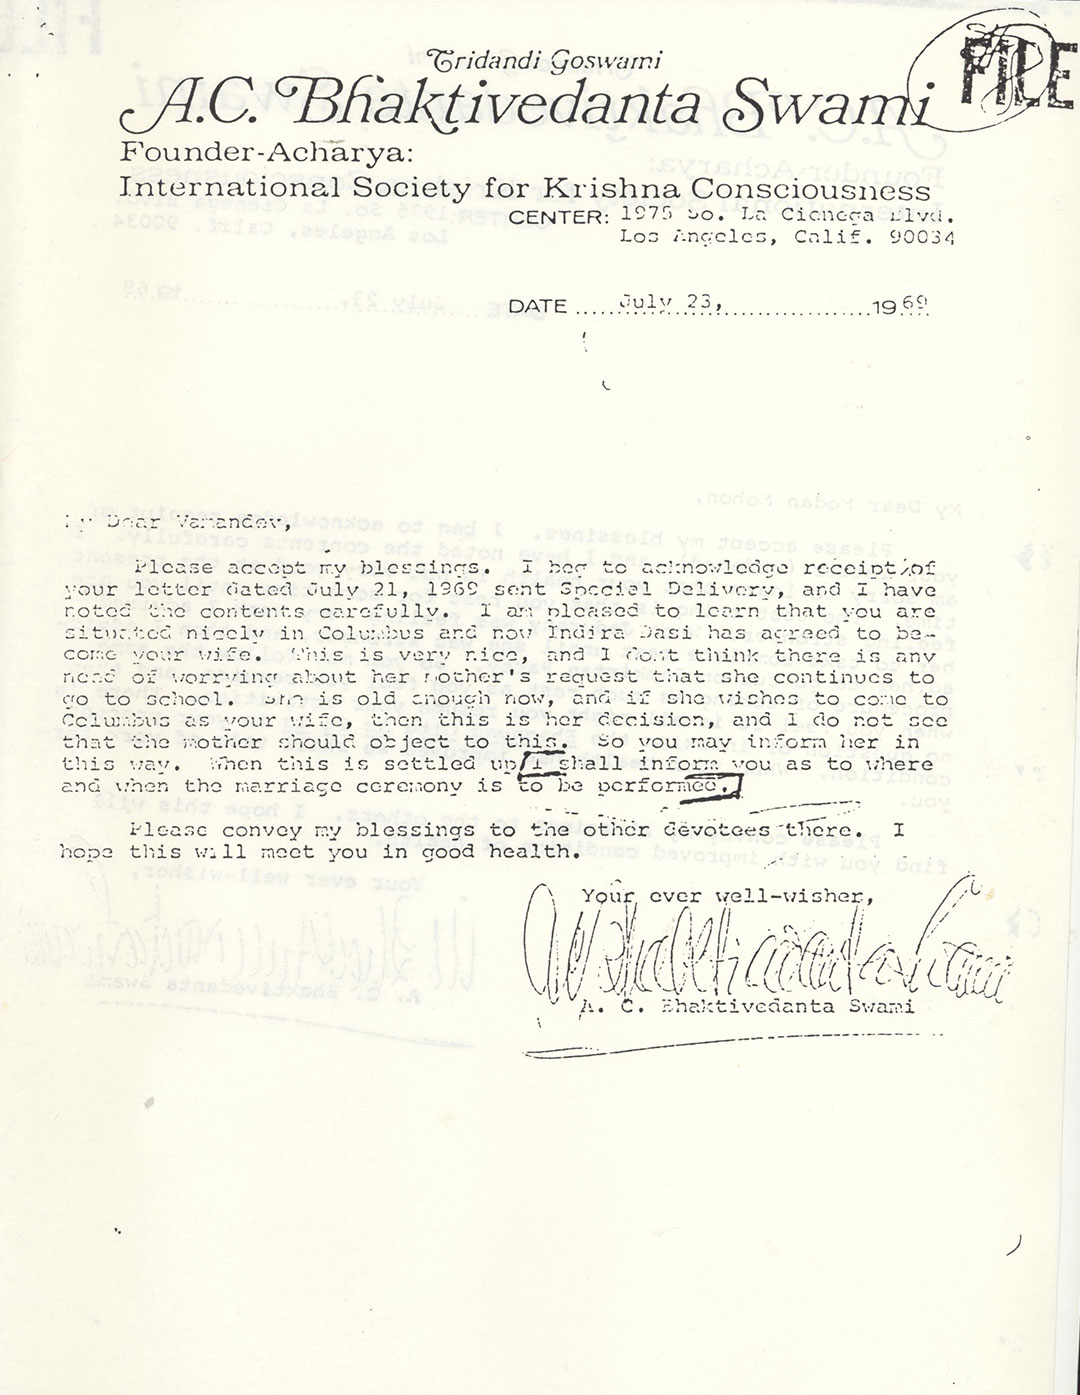 FILE
Tridandi Goswami
A.C. Bhaktivedanta Swami
Founder-Acharya:
International Society for Krishna Consciousness
CENTER: 1975 So. La Cienega Blvd.
Los Angeles, Calif. 90034
DATE .....July 23,..................1969
My Dear Vamandev,
Please accept my blessings. I beg to acknowledge receipt of
your letter dated July 21, 1969 sent Special Delivery, and I have
noted the contents carefully. I am pleased to learn that you are
situated nicely in Columbus and now Indira Dasi has agreed to be-
come your wife. This is very nice, and I dont think there is any
need of worrying about her mother's request that she continues to
go to school. She is old enough now, and if she wishes to come to
Columbus as your wife, then this is her decision, and I do not see
that the mother should object to this. So you may inform her in
this way. When this is settled up, I shall inform you as to where
and when the marriage ceremony is to be performed.
Please convey my blessings to the other devotees there. I
hope this will meet you in good health.
Your ever well-wisher,
A C Bhaktivedanta Swami
A. C. Bhaktivedanta Swami